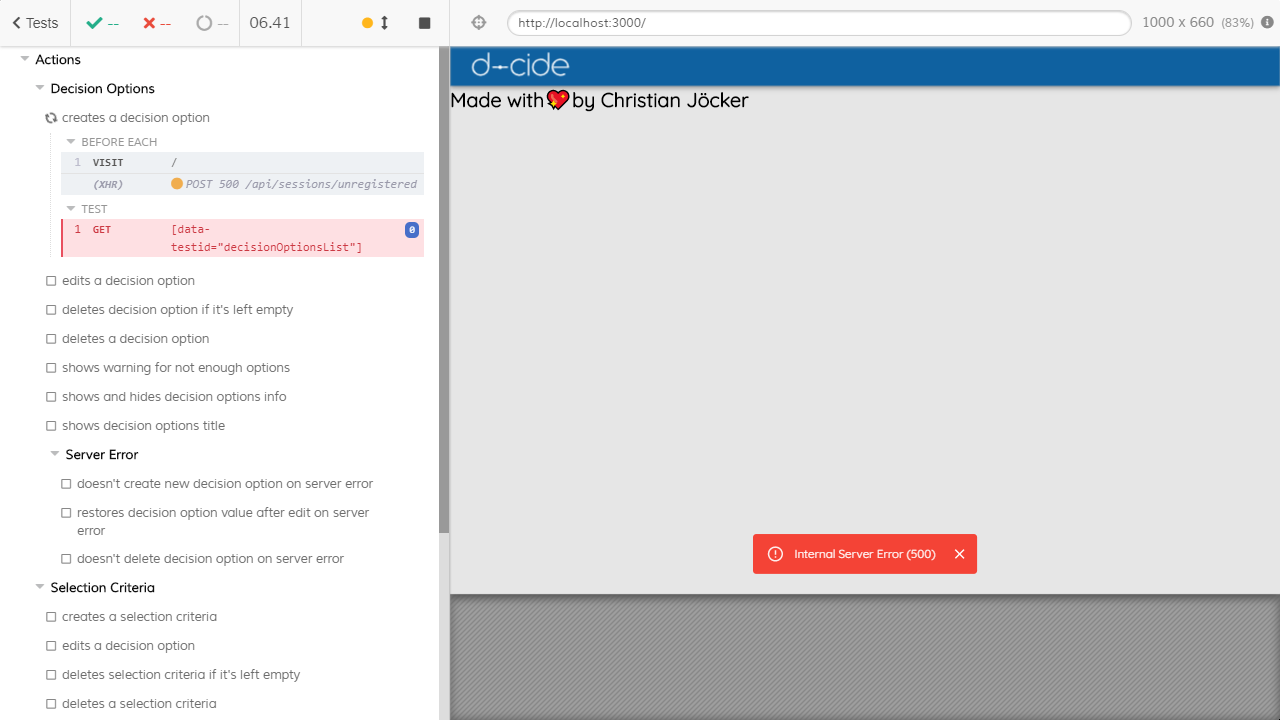 Tests
--
--
--
06.41
http://localhost:3000/
1000 x 660 (83%)
Actions
Decision Options
creates a decision option
BEFORE EACH
1 VISIT /
(XHR) POST 500 /api/sessions/unregistered
TEST
1 GET [data-
testid="decisionOptionsList"]
0
edits a decision option
deletes decision option if it's left empty
deletes a decision option
shows warning for not enough options
shows and hides decision options info
shows decision options title
Server Error
doesn't create new decision option on server error
restores decision option value after edit on server
error
doesn't delete decision option on server error
Selection Criteria
creates a selection criteria
edits a decision option
deletes selection criteria if it's left empty
deletes a selection criteria
d-cide
Made with💖by Christian Jöcker
Internal Server Error (500)